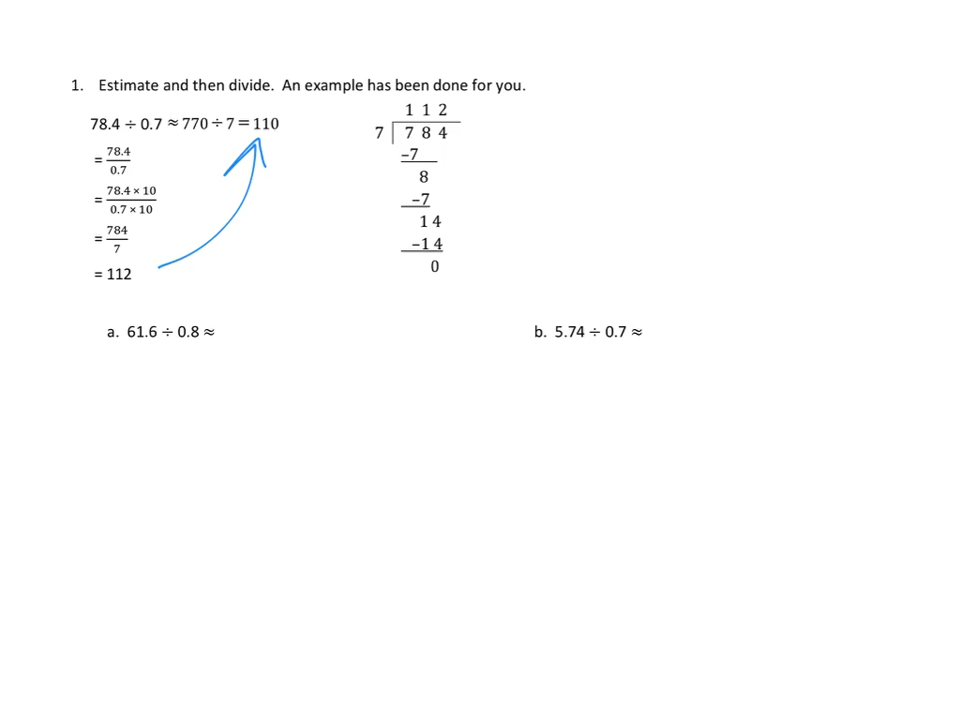 1. Estimate and then divide. An example has been done for you.
78.4 ÷ 0.7 ≈ 770 ÷ 7 = 110
= 78.4 / 0.7
= 78.4 × 10 / 0.7 × 10
= 784 / 7
= 112
1 1 2
7 7 8 4
−7
8
−7
1 4
−1 4
0
a. 61.6 ÷ 0.8 ≈
b. 5.74 ÷ 0.7 ≈